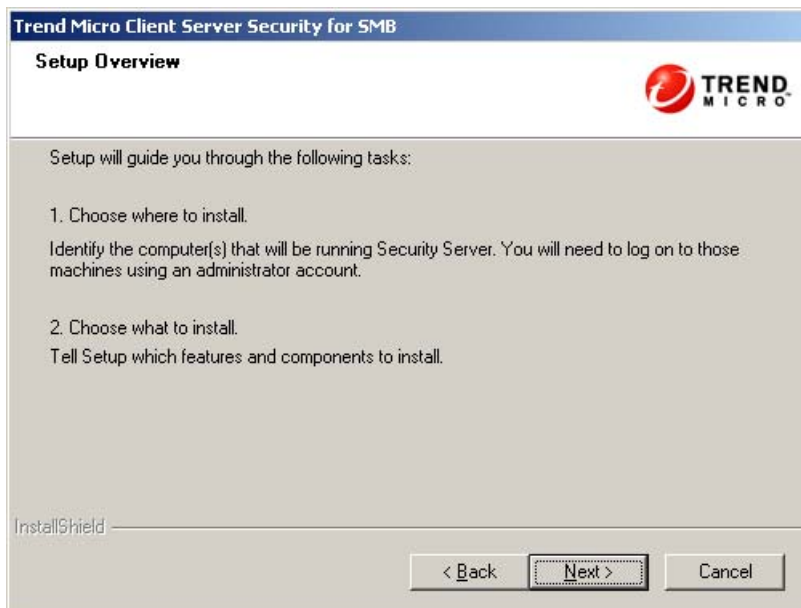 Trend Micro Client Server Security for SMB
Setup Overview
TREND
MICRO
Setup will guide you through the following tasks:
1. Choose where to install.
Identify the computer(s) that will be running Security Server. You will need to log on to those
machines using an administrator account.
2. Choose what to install.
Tell Setup which features and components to install.
InstallShield
< Back
Next >
Cancel